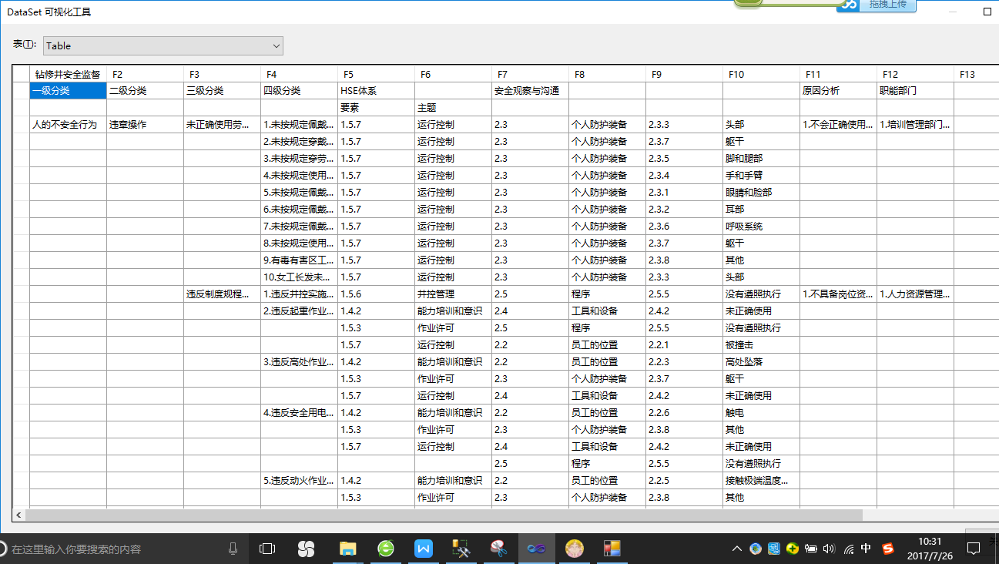 DataSet 可视化工具
拖拽上传
表(T): Table
钻修井安全监督 F2 F3 F4 F5 F6 F7 F8 F9 F10 F11 F12 F13
一级分类 二级分类 三级分类 四级分类 HSE体系 安全观察与沟通 原因分析 职能部门
要素 主题
人的不安全行为 违章操作 未正确使用劳... 1.未按规定佩戴... 1.5.7 运行控制 2.3 个人防护装备 2.3.3 头部 1.不会正确使用... 1.培训管理部门...
2.未按规定穿戴... 1.5.7 运行控制 2.3 个人防护装备 2.3.7 躯干
3.未按规定穿劳... 1.5.7 运行控制 2.3 个人防护装备 2.3.5 脚和腿部
4.未按规定使用... 1.5.7 运行控制 2.3 个人防护装备 2.3.4 手和手臂
5.未按规定佩戴... 1.5.7 运行控制 2.3 个人防护装备 2.3.1 眼睛和脸部
6.未按规定佩戴... 1.5.7 运行控制 2.3 个人防护装备 2.3.2 耳部
7.未按规定佩戴... 1.5.7 运行控制 2.3 个人防护装备 2.3.6 呼吸系统
8.未按规定使用... 1.5.7 运行控制 2.3 个人防护装备 2.3.7 躯干
9.有毒有害区工... 1.5.7 运行控制 2.3 个人防护装备 2.3.8 其他
10.女工长发未... 1.5.7 运行控制 2.3 个人防护装备 2.3.3 头部
违反制度规程... 1.违反井控实施... 1.5.6 井控管理 2.5 程序 2.5.5 没有遵照执行 1.不具备岗位资... 1.人力资源管理...
2.违反起重作业... 1.4.2 能力培训和意识 2.4 工具和设备 2.4.2 未正确使用
1.5.3 作业许可 2.5 程序 2.5.5 没有遵照执行
1.5.7 运行控制 2.2 员工的位置 2.2.1 被撞击
3.违反高处作业... 1.4.2 能力培训和意识 2.2 员工的位置 2.2.3 高处坠落
1.5.3 作业许可 2.3 个人防护装备 2.3.7 躯干
1.5.7 运行控制 2.4 工具和设备 2.4.2 未正确使用
4.违反安全用电... 1.4.2 能力培训和意识 2.2 员工的位置 2.2.6 触电
1.5.3 作业许可 2.3 个人防护装备 2.3.8 其他
1.5.7 运行控制 2.4 工具和设备 2.4.2 未正确使用
2.5 程序 2.5.5 没有遵照执行
5.违反动火作业... 1.4.2 能力培训和意识 2.2 员工的位置 2.2.5 接触极端温度...
1.5.3 作业许可 2.3 个人防护装备 2.3.8 其他
在这里输入你要搜索的内容
中
10:31
2017/7/26